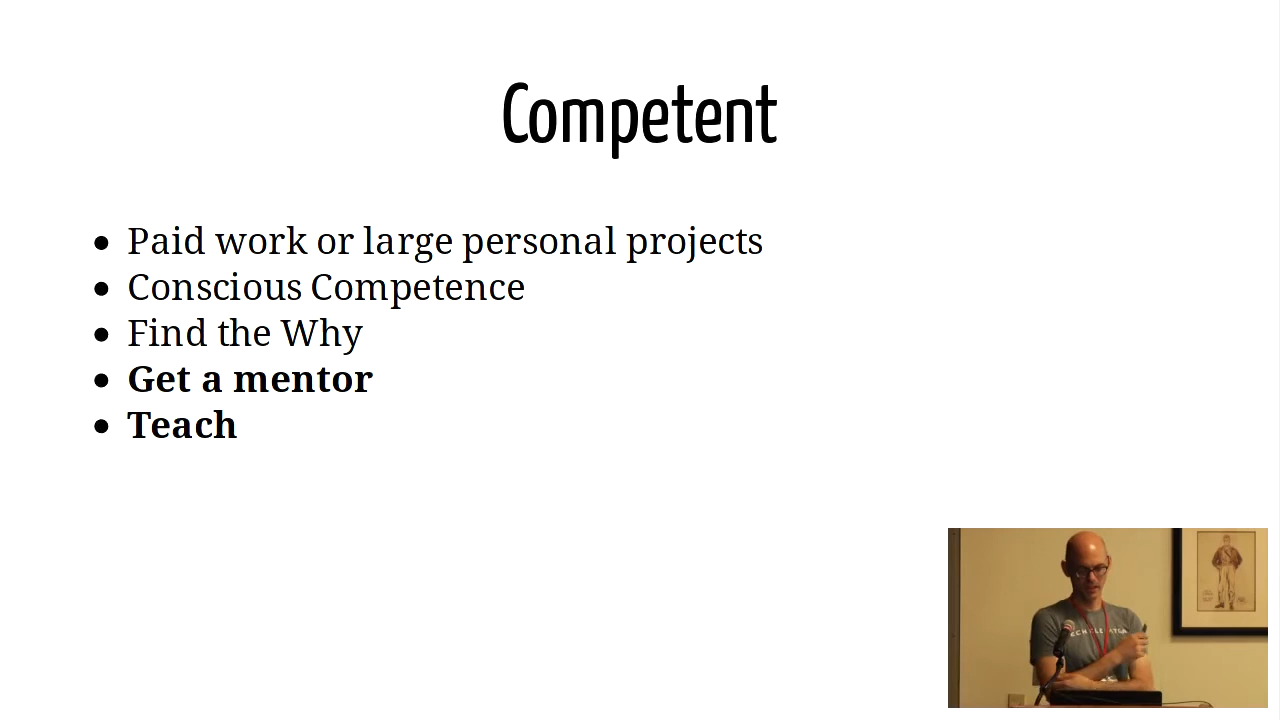 Competent
Paid work or large personal projects
Conscious Competence
Find the Why
Get a mentor
Teach